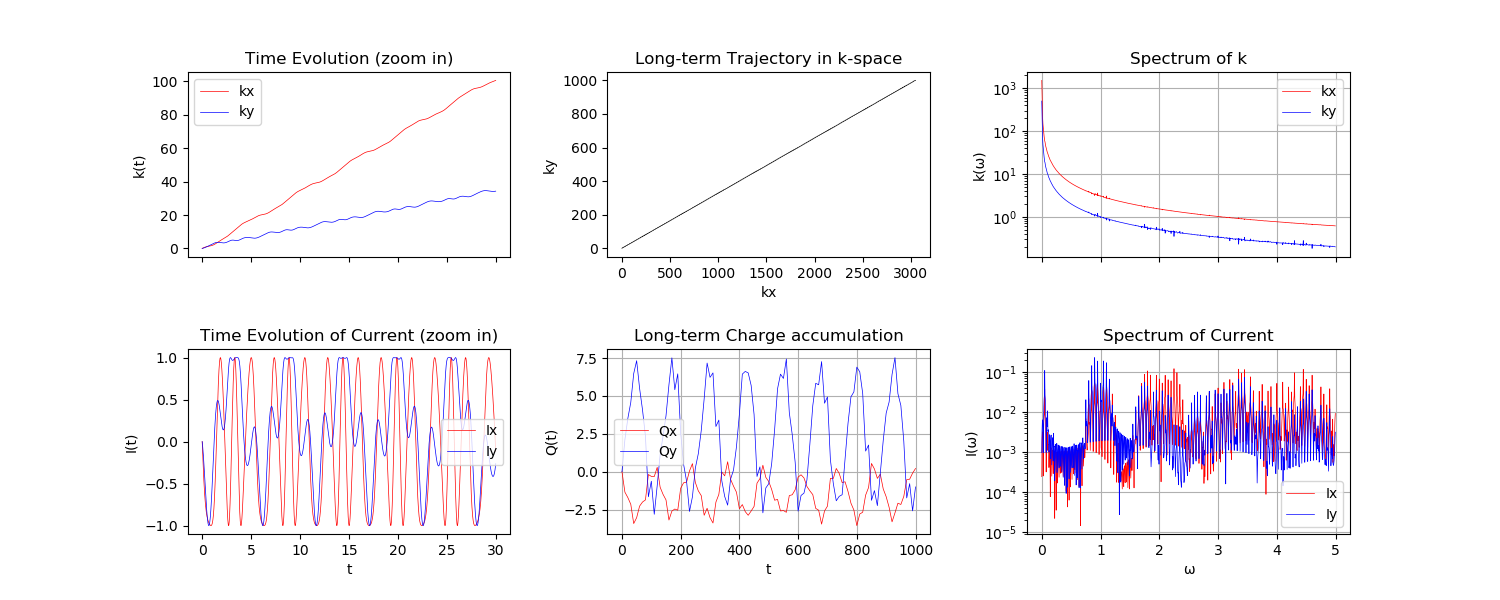 Time Evolution (zoom in)
k(t)
100
80
60
40
20
0
kx
ky
Long-term Trajectory in k-space
ky
1000
800
600
400
200
0
0 500 1000 1500 2000 2500 3000
kx
Spectrum of k
k(ω)
10³
10²
10¹
10⁰
kx
ky
Time Evolution of Current (zoom in)
I(t)
1.0
0.5
0.0
−0.5
−1.0
Ix
Iy
0 5 10 15 20 25 30
t
Long-term Charge accumulation
Q(t)
7.5
5.0
2.5
0.0
−2.5
Qx
Qy
0 200 400 600 800 1000
t
Spectrum of Current
I(ω)
10⁻¹
10⁻²
10⁻³
10⁻⁴
10⁻⁵
Ix
Iy
0 1 2 3 4 5
ω